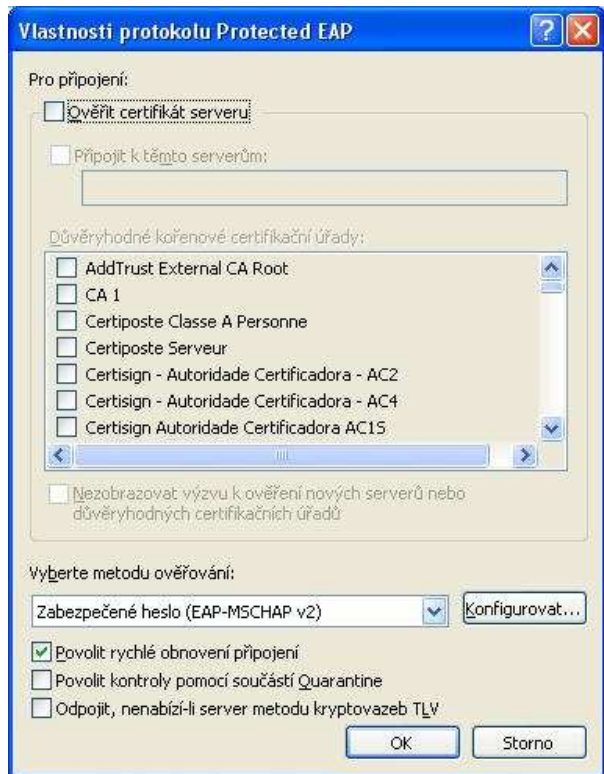 Vlastnosti protokolu Protected EAP
Pro připojení:
Ověřit certifikát serveru
Připojit k těmto serverům:
Důvěryhodné kořenové certifikační úřady:
AddTrust External CA Root
CA 1
Certiposte Classe A Personne
Certiposte Serveur
Certisign - Autoridade Certificadora - AC2
Certisign - Autoridade Certificadora - AC4
Certisign Autoridade Certificadora AC1S
Nezobrazovat výzvu k ověření nových serverů nebo
důvěryhodných certifikačních úřadů
Vyberte metodu ověřování:
Zabezpečené heslo (EAP-MSCHAP v2)
Konfigurovat...
Povolit rychlé obnovení připojení
Povolit kontroly pomocí součástí Quarantine
Odpojit, nenabízí-li server metodu kryptovazeb TLV
OK
Storno